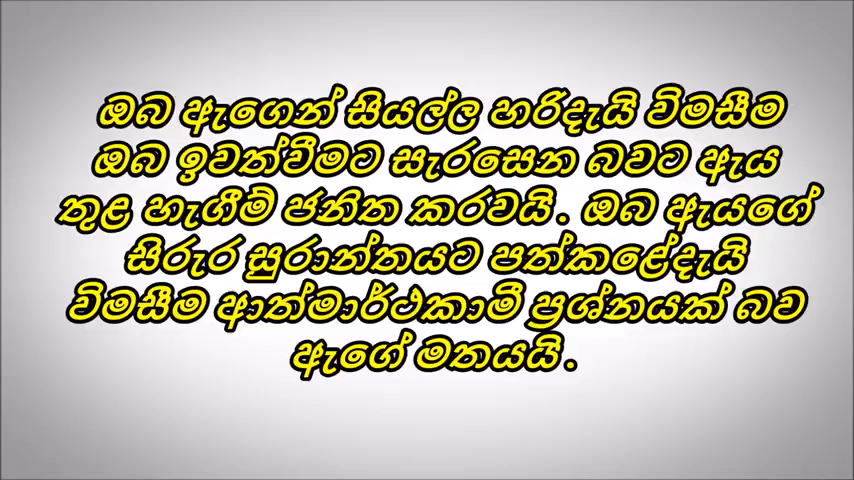 ඔබ ඇගෙන් සියල්ල හරිදැයි විමසීම
ඔබ ඉවත්වීමට සැරසෙන බවට ඇය
තුළ හැගීම් ජනිත කරවයි. ඔබ ඇයගේ
සිරුර සුරාන්තයට පත්කළේදැයි
විමසීම ආත්මාර්ථකාමී ප්‍රශ්නයක් බව
ඇගේ මතයයි.